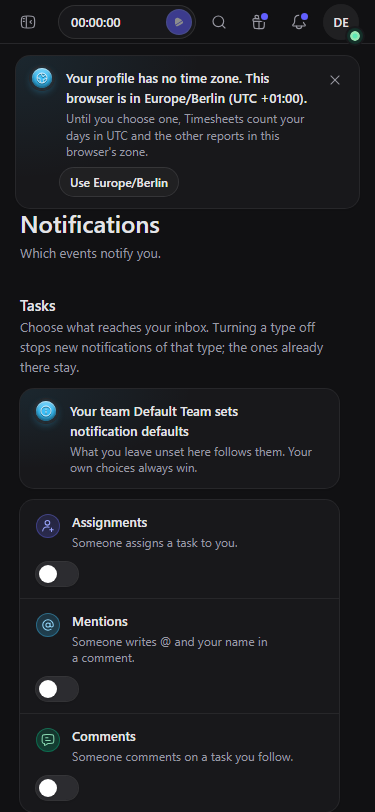 00:00:00
DE
Your profile has no time zone. This
browser is in Europe/Berlin (UTC +01:00).
Until you choose one, Timesheets count your
days in UTC and the other reports in this
browser's zone.
Use Europe/Berlin
Notifications
Which events notify you.
Tasks
Choose what reaches your inbox. Turning a type off
stops new notifications of that type; the ones already
there stay.
Your team Default Team sets
notification defaults
What you leave unset here follows them. Your
own choices always win.
Assignments
Someone assigns a task to you.
Mentions
Someone writes @ and your name in
a comment.
Comments
Someone comments on a task you follow.